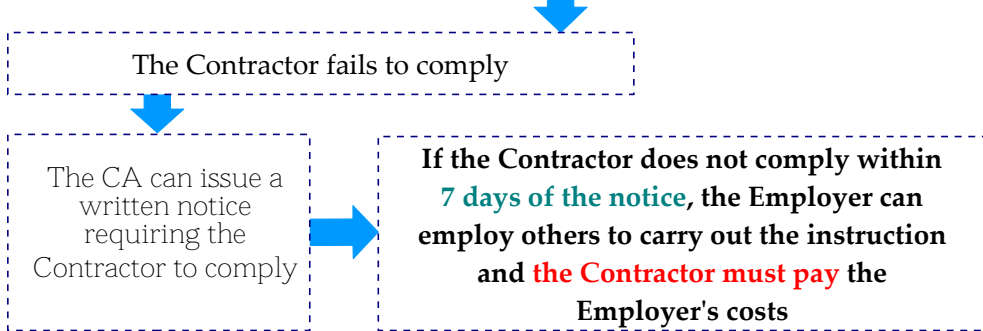 The Contractor fails to comply
The CA can issue a
written notice
requiring the
Contractor to comply
If the Contractor does not comply within
7 days of the notice, the Employer can
employ others to carry out the instruction
and the Contractor must pay the
Employer's costs